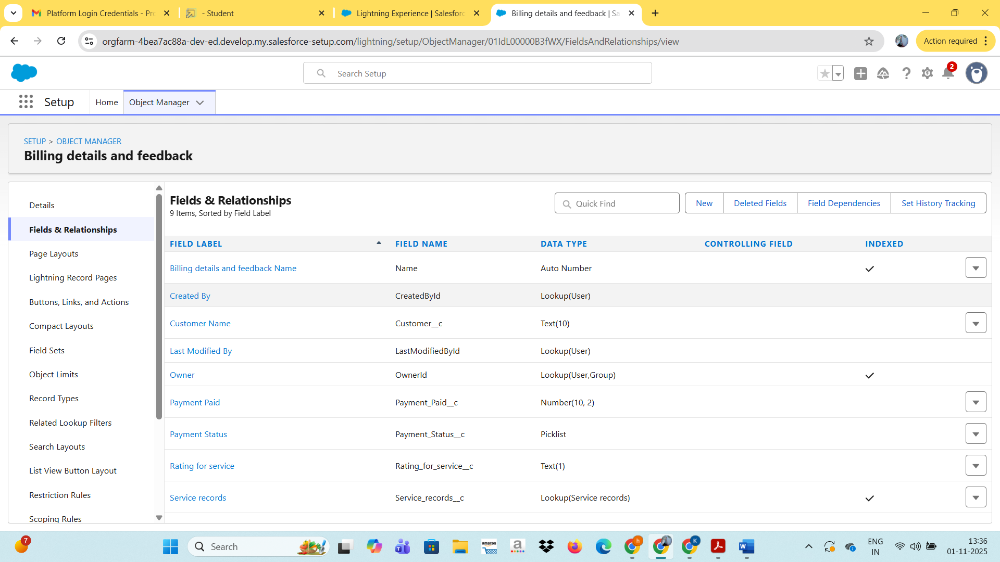 Platform Login Credentials - Pro
- Student
Lightning Experience | Salesforc
Billing details and feedback | Sa
orgfarm-4bea7ac88a-dev-ed.develop.my.salesforce-setup.com/lightning/setup/ObjectManager/01IdL00000B3fWX/FieldsAndRelationships/view
Action required
Search Setup
2
Setup
Home
Object Manager
SETUP > OBJECT MANAGER
Billing details and feedback
Details
Fields & Relationships
Page Layouts
Lightning Record Pages
Buttons, Links, and Actions
Compact Layouts
Field Sets
Object Limits
Record Types
Related Lookup Filters
Search Layouts
List View Button Layout
Restriction Rules
Scoping Rules
Fields & Relationships
9 Items, Sorted by Field Label
Quick Find
New
Deleted Fields
Field Dependencies
Set History Tracking
FIELD LABEL FIELD NAME DATA TYPE CONTROLLING FIELD INDEXED
Billing details and feedback Name Name Auto Number
Created By CreatedById Lookup(User)
Customer Name Customer__c Text(10)
Last Modified By LastModifiedById Lookup(User)
Owner OwnerId Lookup(User,Group)
Payment Paid Payment_Paid__c Number(10, 2)
Payment Status Payment_Status__c Picklist
Rating for service Rating_for_service__c Text(1)
Service records Service_records__c Lookup(Service records)
7
Search
amazon
a
h
K
W
ENG
IN
13:36
01-11-2025